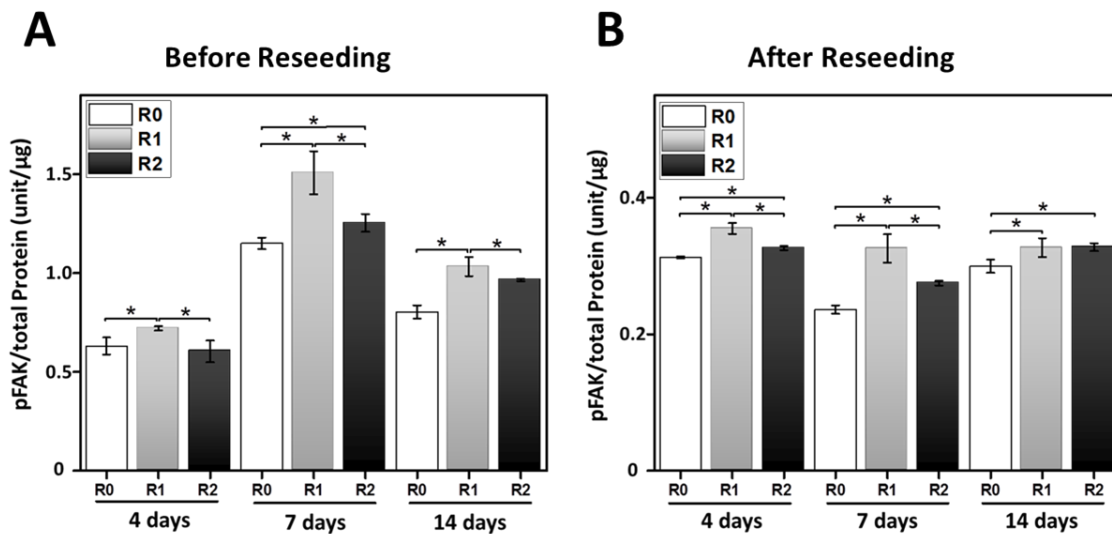 A
Before Reseeding
pFAK/total Protein (unit/µg)
R0
R1
R2
1.5
1.0
0.5
0
* * *
* * *
* *
* *
R0 R1 R2 R0 R1 R2 R0 R1 R2
4 days 7 days 14 days
B
After Reseeding
pFAK/total Protein (unit/µg)
R0
R1
R2
0.4
0.2
0
* * *
* * *
* *
R0 R1 R2 R0 R1 R2 R0 R1 R2
4 days 7 days 14 days